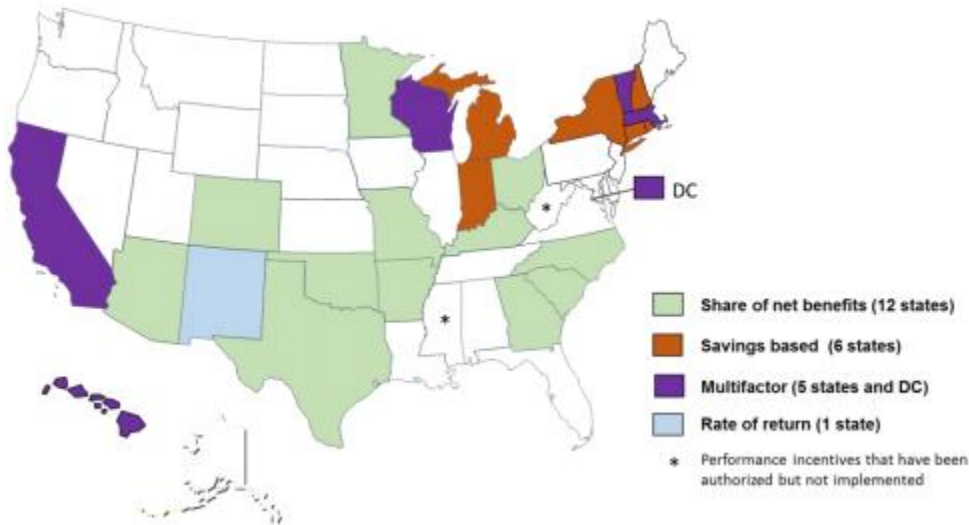 *
*
DC
Share of net benefits (12 states)
Savings based (6 states)
Multifactor (5 states and DC)
Rate of return (1 state)
* Performance incentives that have been
authorized but not implemented